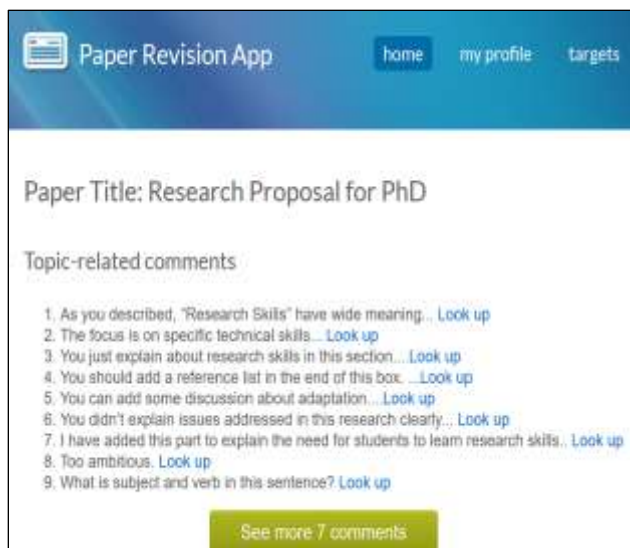 Paper Revision App
home my profile targets
Paper Title: Research Proposal for PhD
Topic-related comments
1. As you described, "Research Skills" have wide meaning... Look up
2. The focus is on specific technical skills... Look up
3. You just explain about research skills in this section... Look up
4. You should add a reference list in the end of this box. ...Look up
5. You can add some discussion about adaptation... Look up
6. You didn't explain issues addressed in this research clearly... Look up
7. I have added this part to explain the need for students to learn research skills.. Look up
8. Too ambitious. Look up
9. What is subject and verb in this sentence? Look up
See more 7 comments